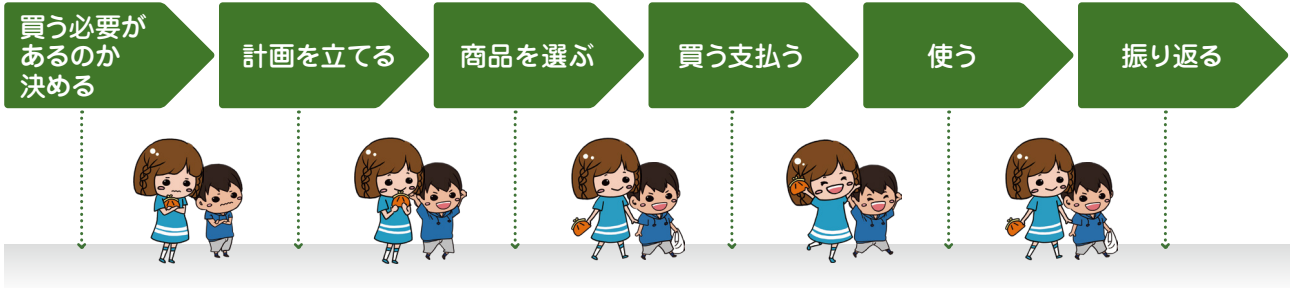 買う必要が
あるのか
決める
計画を立てる
商品を選ぶ
買う支払う
使う
振り返る